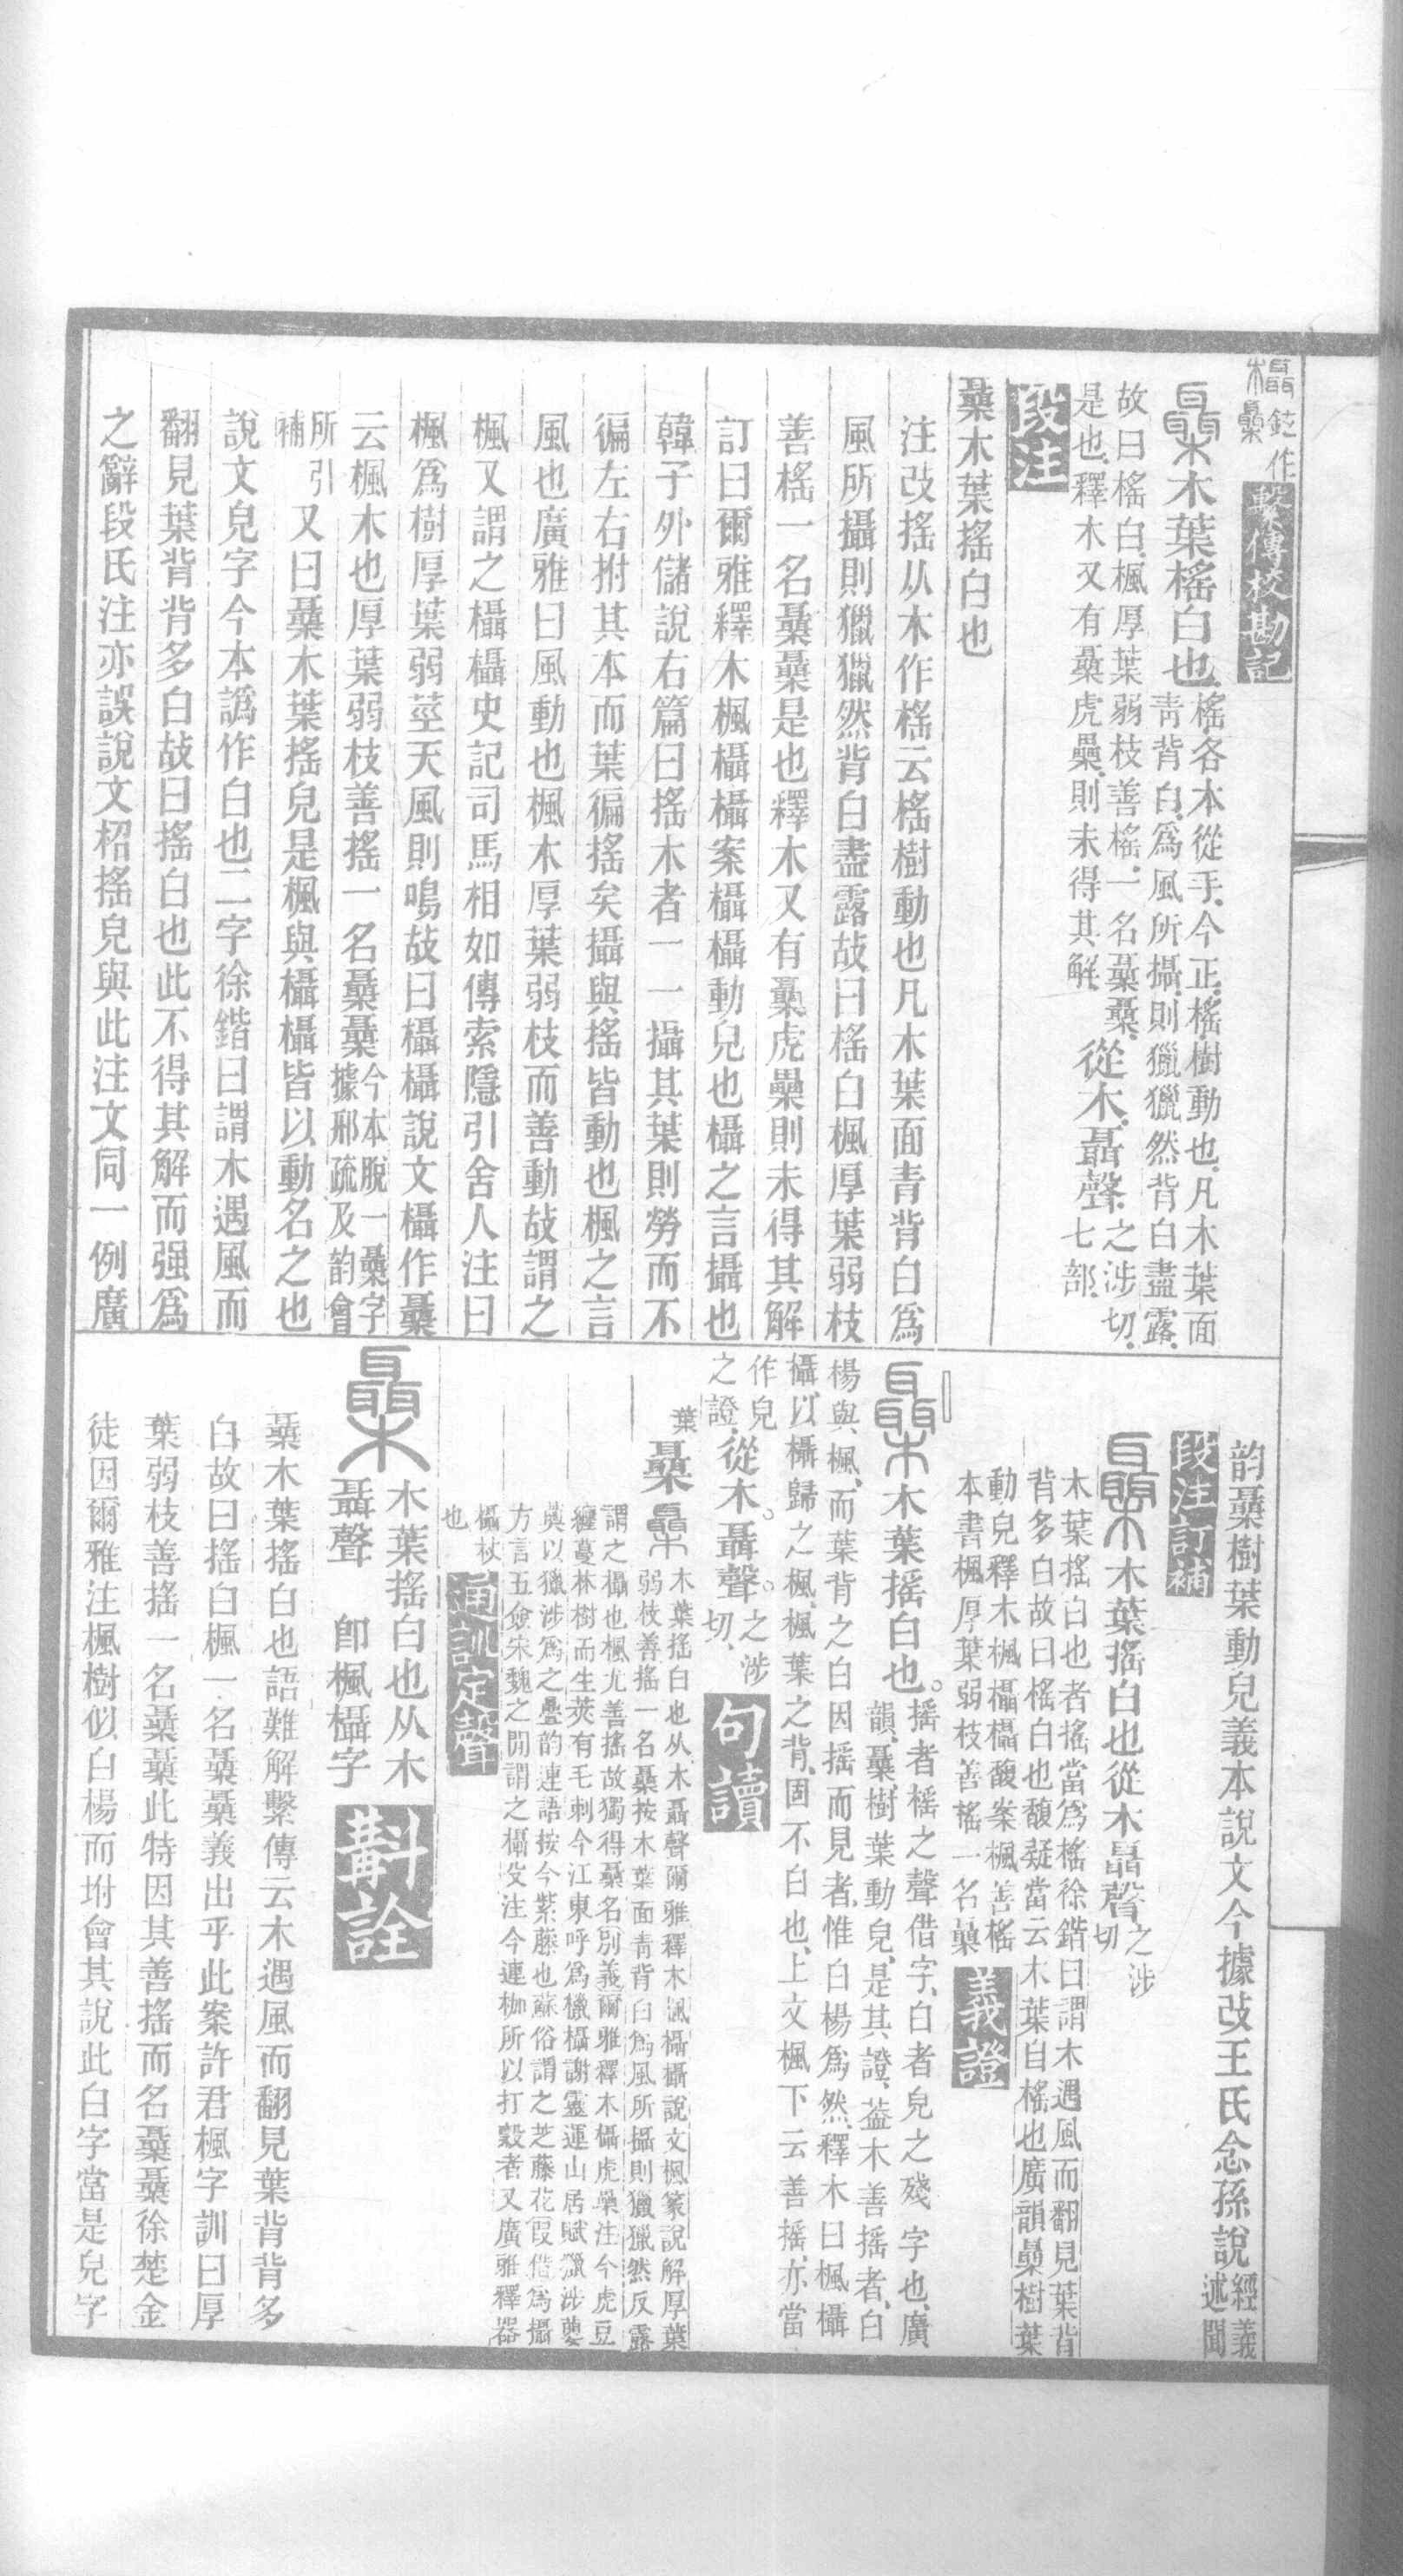 欇鈙作欇 繫傳校勘記
欇木葉榣白也榣各本從手今正榣樹動也凡木葉面
青背白爲風所攝則獵獵然背白盡露
故曰榣白楓厚葉弱枝善榣一名欇欇從木聶聲之涉切
是也釋木又有欇虎櫐則未得其解七部
段注
欇木葉搖白也
注改搖从木作榣云榣樹動也凡木葉面青背白爲
風所攝則獵獵然背白盡露故曰榣白楓厚葉弱枝
善榣一名欇欇是也釋木又有欇虎櫐則未得其解
訂曰爾雅釋木楓欇欇案欇欇動皃也欇之言攝也
韓子外儲說右篇曰搖木者一一攝其葉則勞而不
徧左右拊其本而葉徧搖矣攝與搖皆動也楓之言
風也廣雅曰風動也楓木厚葉弱枝而善動故謂之
楓又謂之欇欇史記司馬相如傳索隱引舍人注曰
楓爲樹厚葉弱莖天風則鳴故曰欇欇說文欇作欇
云楓木也厚葉弱枝善搖一名欇欇今本脫一欇字據邢疏及韵會
所引補又曰欇木葉搖皃是楓與欇欇皆以動名之也
說文皃字今本譌作白也二字徐鍇曰謂木遇風而
翻見葉背背多白故曰搖白也此不得其解而强爲
之辭段氏注亦誤說文柖搖皃與此注文同一例廣
韵欇樹葉動皃義本說文今據改王氏念孫說經義述聞
段注訂補
欇木葉搖白也從木聶聲之涉切
木葉搖白也者搖當爲榣徐鍇曰謂木遇風而翻見葉背
背多白故曰榣白也馥疑當云木葉自榣也廣韻欇樹葉
動皃釋木楓欇欇馥案楓善榣
本書楓厚葉弱枝善榣一名欇 義證
欇木葉搖白也搖者榣之聲借字白者皃之殘字也廣
韻欇樹葉動皃是其證葢木善搖者白
楊與楓而葉背之白因搖而見者惟白楊爲然釋木曰楓欇
欇以欇歸之楓楓葉之背固不白也上文楓下云善搖亦當
作皃之證從木聶聲之涉切 句讀
葉欇欇木葉搖白也从木聶聲爾雅釋木楓欇欇說文楓篆說解厚葉
弱枝善搖一名欇按木葉面青背白爲風所攝則獵獵然反露
謂之欇也楓尤善搖故獨得欇名別義爾雅釋木欇虎櫐注今虎豆
纏蔓林樹而生莢有毛刺今江東呼爲欇欇謝靈運山居賦獵涉蘡
薁以獵涉爲之疊韵連語按今紫藤也蘇俗謂之芝藤花叚借爲攝
方言五僉宋魏之閒謂之欇殳注今連枷所以打穀者又廣雅釋器
欇杖也 通訓定聲
欇木葉搖白也从木
聶聲 卽楓欇字 斠詮
欇木葉搖白也語難解繫傳云木遇風而翻見葉背背多
白故曰搖白楓一名欇欇義出乎此案許君楓字訓曰厚
葉弱枝善搖一名欇欇此特因其善搖而名欇欇徐楚金
徒因爾雅注楓樹似白楊而坿會其說此白字當是皃字